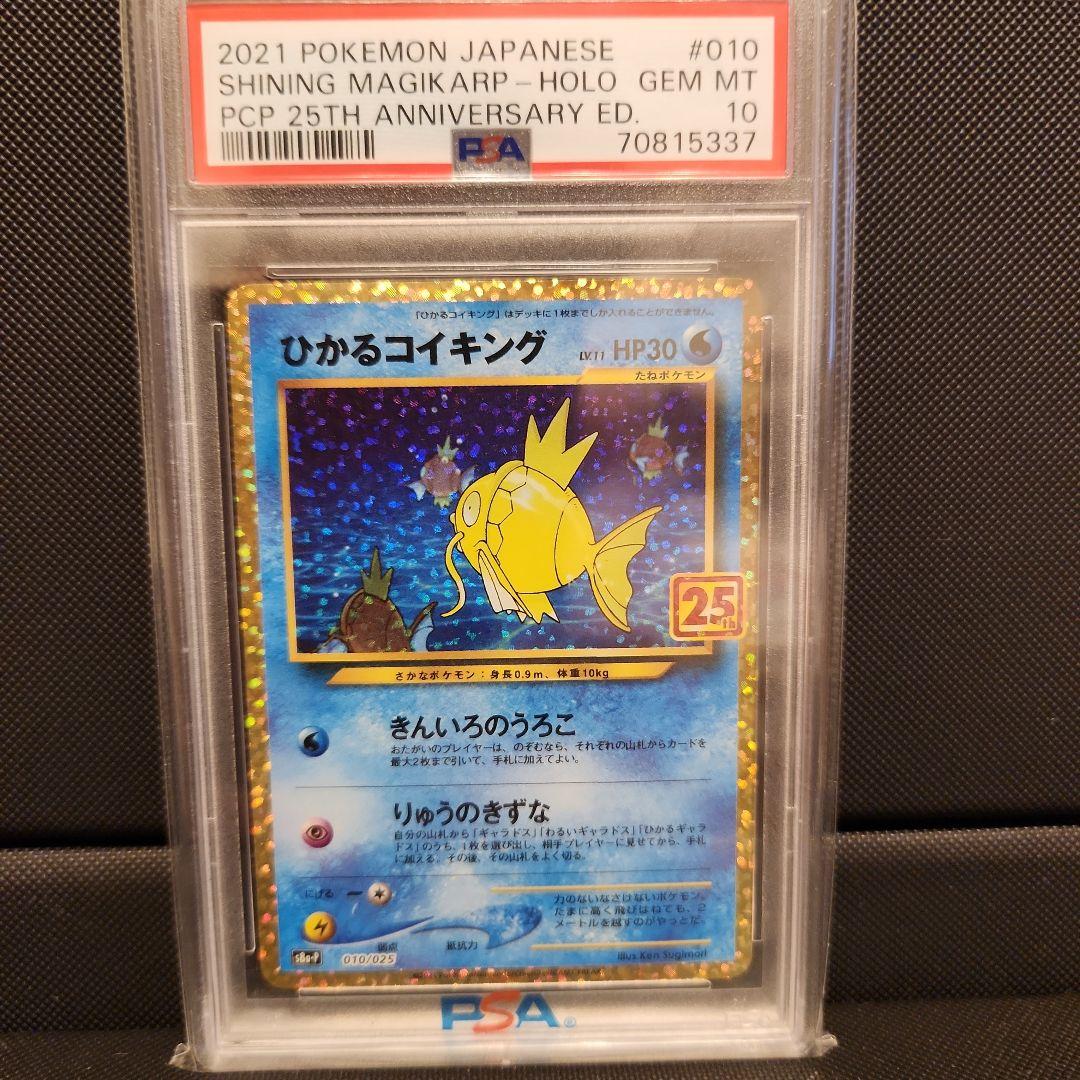 2021 POKEMON JAPANESE #010
SHINING MAGIKARP-HOLO GEM MT
PCP 25TH ANNIVERSARY ED. 10
PSA 70815337
「ひかるコイキング」はデッキに1枚までしか入れることができません。
ひかるコイキング LV.11 HP30
たねポケモン
25th
さかなポケモン:身長0.9m、体重10kg
きんいろのうろこ
おたがいのプレイヤーは、のぞむなら、それぞれの山札からカードを
最大2枚まで引いて、手札に加えてよい。
りゅうのきずな
自分の山札から「ギャラドス」「わるいギャラドス」「ひかるギャラ
ドス」のうち、1枚を選び出し、相手プレイヤーに見せてから、手札
に加える。その後、その山札をよく切る。
にげる
力のないなさけないポケモン。
たまに高く飛びはねても、2
メートルを越すのがやっとだ。
弱点 抵抗力
s8a-P 010/025
illus. Ken Sugimori
PSA®